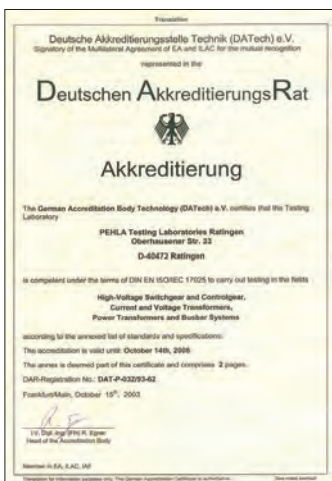 Translation
Deutsche Akkreditierungsstelle Technik (DATech) e.V.
Signatory of the Multilateral Agreement of EA and ILAC for the mutual recognition
represented in the
Deutschen AkkreditierungsRat
Akkreditierung
The German Accreditation Body Technology (DATech) e.V. certifies that the Testing
Laboratory
PEHLA Testing Laboratories Ratingen
Oberhausener Str. 33
D-40472 Ratingen
is competent under the terms of DIN EN ISO/IEC 17025 to carry out testing in the fields
High-Voltage Switchgear and Controlgear,
Current and Voltage Transformers,
Power Transformers and Busbar Systems
according to the annexed list of standards and specifications.
The accreditation is valid until: October 14th, 2008
The annex is deemed part of this certificate and comprises 2 pages.
DAR-Registration No.: DAT-P-032/93-62
Frankfurt/Main, October 15th, 2003
i.V. Dipl.-Ing. (FH) R. Egner
Head of the Accreditation Body
Member in EA, ILAC, IAF